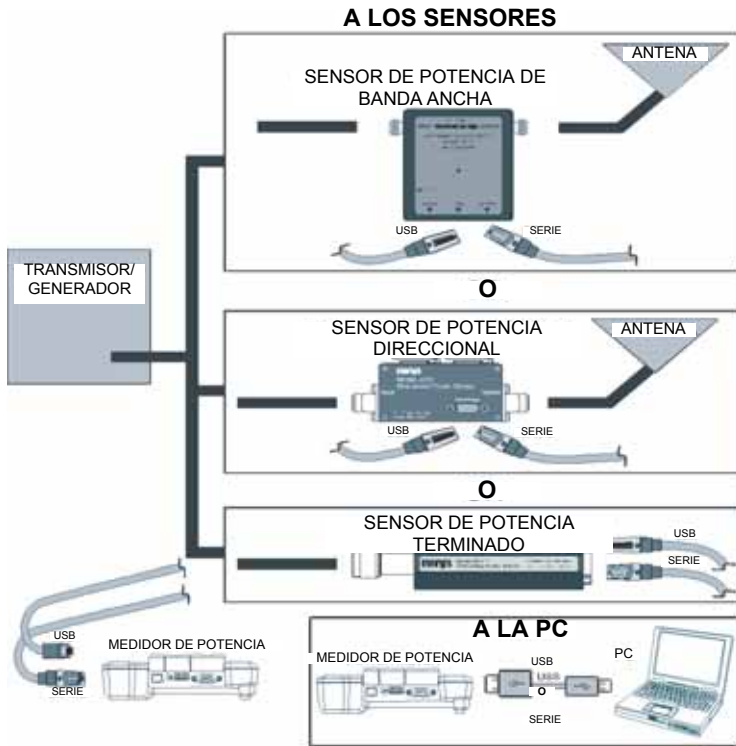 A LOS SENSORES
ANTENA
SENSOR DE POTENCIA DE
BANDA ANCHA
USB
SERIE
TRANSMISOR/
GENERADOR
O
SENSOR DE POTENCIA
DIRECCIONAL
ANTENA
USB
SERIE
O
SENSOR DE POTENCIA
TERMINADO
USB
SERIE
USB
SERIE
MEDIDOR DE POTENCIA
A LA PC
MEDIDOR DE POTENCIA
USB
O
SERIE
PC